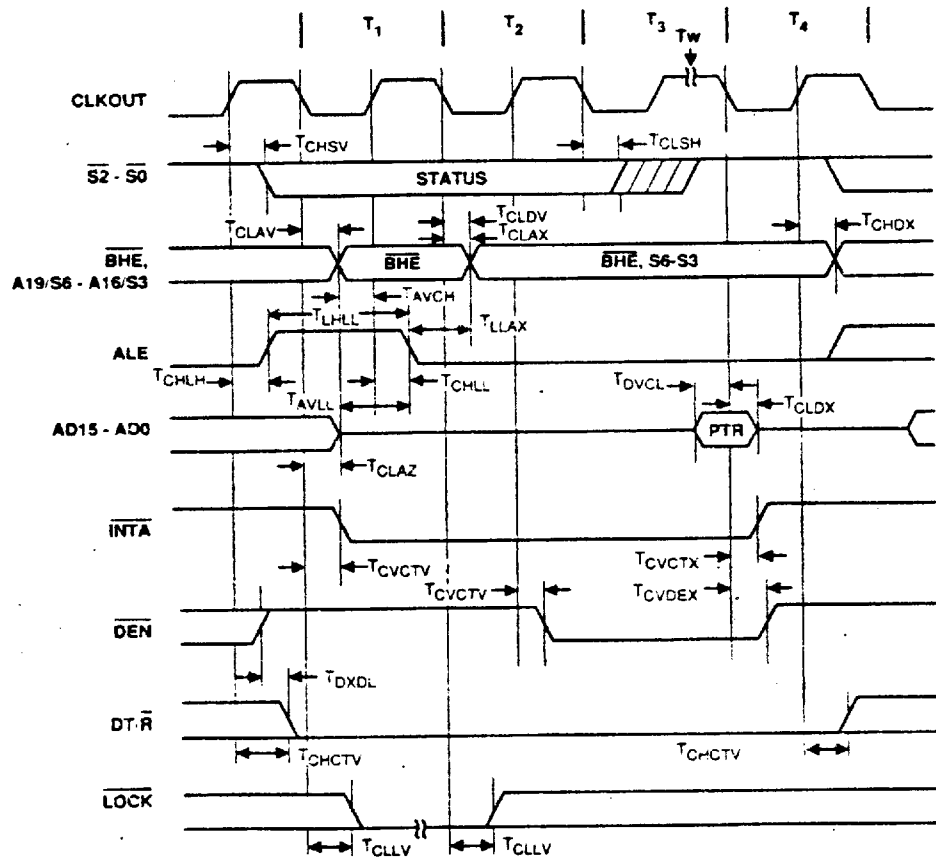 T1 T2 T3 T4
Tw
CLKOUT
TCHSV TCLSH
S2 - S0 STATUS
TCLDV
TCLAV TCLAX TCHDX
BHE, BHE BHE, S6-S3
A19/S6 - A16/S3
TAVCH
TLHLL TLLAX
ALE
TCHLH TCHLL TDVCL
TAVLL TCLDX
AD15 - AD0 PTR
TCLAZ
INTA
TCVCTV TCVCTX
TCVCTV TCVDEX
DEN
TDXDL
DT/R
TCHCTV TCHCTV
LOCK
TCLLV TCLLV